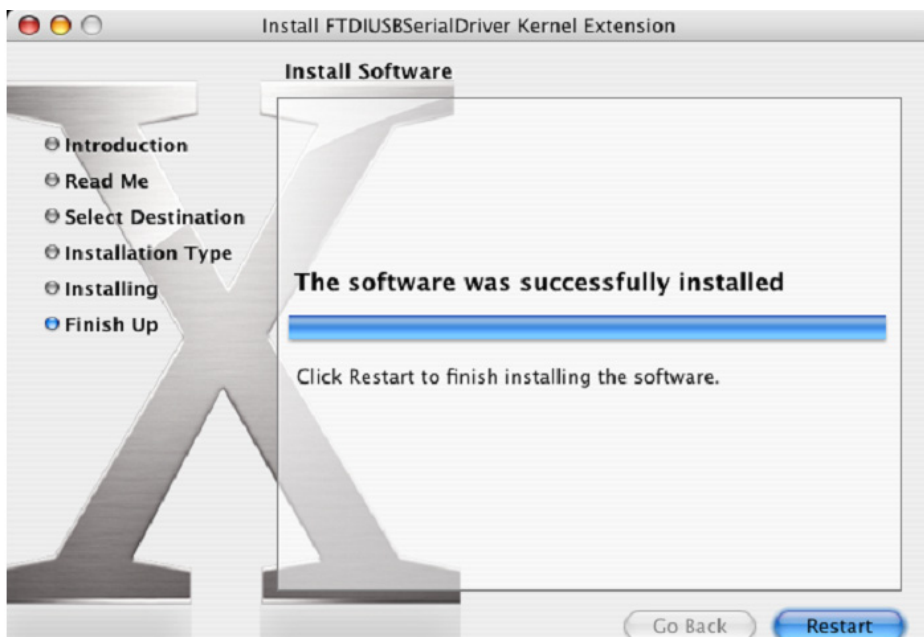 Install FTDIUSBSerialDriver Kernel Extension
Install Software
Introduction
Read Me
Select Destination
Installation Type
Installing
Finish Up
The software was successfully installed
Click Restart to finish installing the software.
Go Back
Restart